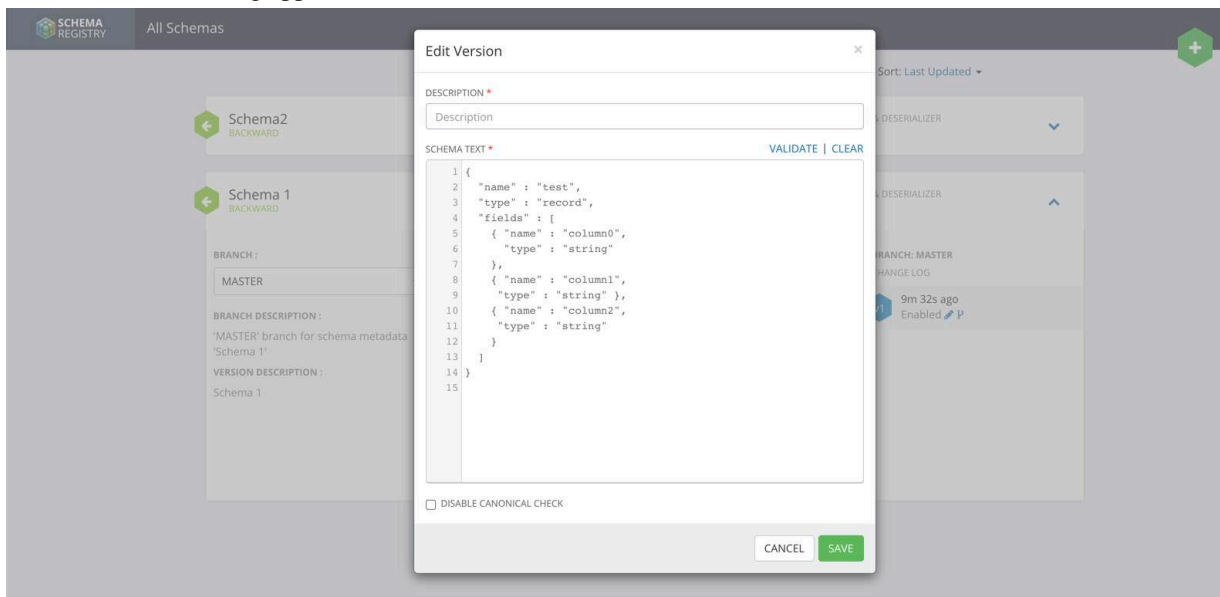 SCHEMA
REGISTRY
All Schemas
+
Sort: Last Updated
Schema2
BACKWARD
& DESERIALIZER
Schema 1
BACKWARD
& DESERIALIZER
BRANCH :
MASTER
BRANCH DESCRIPTION :
'MASTER' branch for schema metadata
'Schema 1'
VERSION DESCRIPTION :
Schema 1
BRANCH: MASTER
CHANGE LOG
v1
9m 32s ago
Enabled
Edit Version
×
DESCRIPTION *
Description
SCHEMA TEXT *
VALIDATE | CLEAR
1 {
2 "name" : "test",
3 "type" : "record",
4 "fields" : [
5 { "name" : "column0",
6 "type" : "string"
7 },
8 { "name" : "column1",
9 "type" : "string" },
10 { "name" : "column2",
11 "type" : "string"
12 }
13 ]
14 }
15
DISABLE CANONICAL CHECK
CANCEL
SAVE